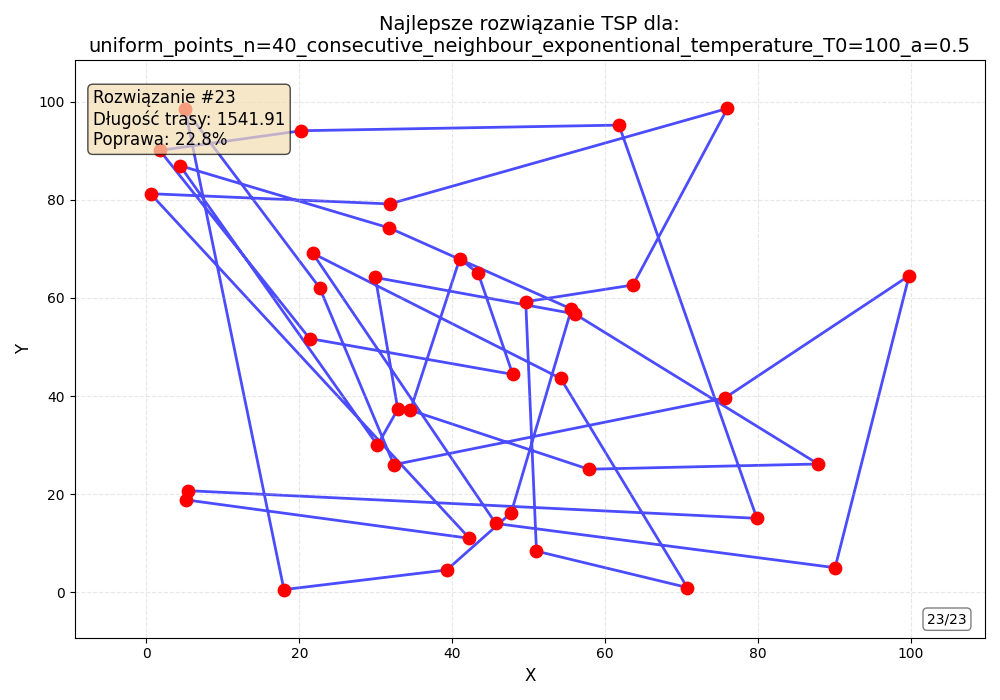 Najlepsze rozwiązanie TSP dla:
uniform_points_n=40_consecutive_neighbour_exponential_temperature_T0=100_a=0.5
Rozwiązanie #23
Długość trasy: 1541.91
Poprawa: 22.8%
100
80
60
40
20
0
Y
23/23
0 20 40 60 80 100
X